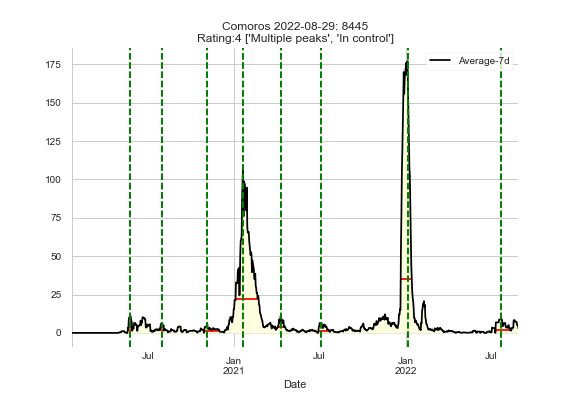 Comoros 2022-08-29: 8445
Rating:4 ['Multiple peaks', 'In control']
Average-7d
175
150
125
100
75
50
25
0
Jul
Jan
2021
Jul
Jan
2022
Jul
Date